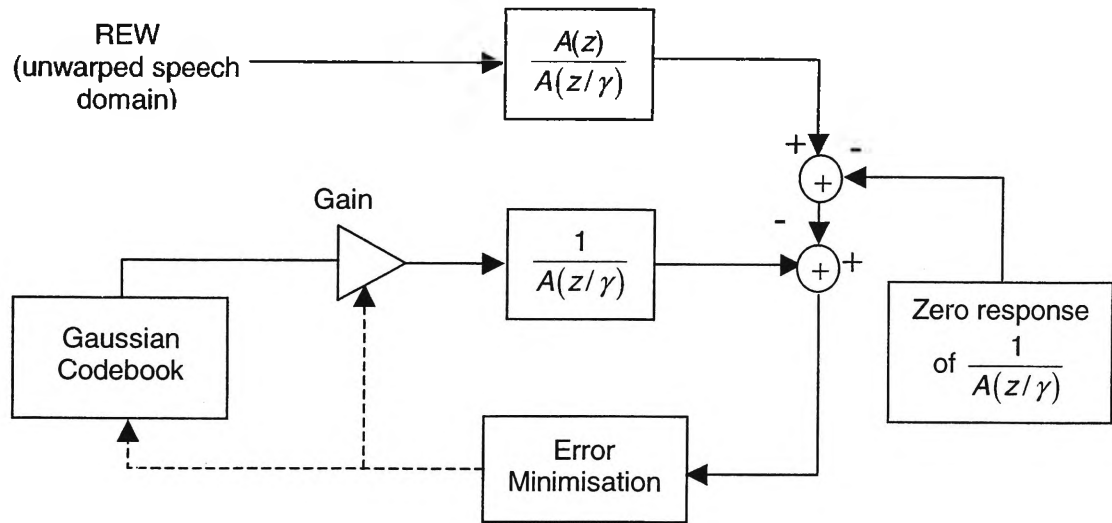 REW
(unwarped speech
domain)
A(z)
A(z/γ)
+ -
+
Gain
-
1
A(z/γ)
+ +
Gaussian
Codebook
Zero response
of 1
A(z/γ)
Error
Minimisation